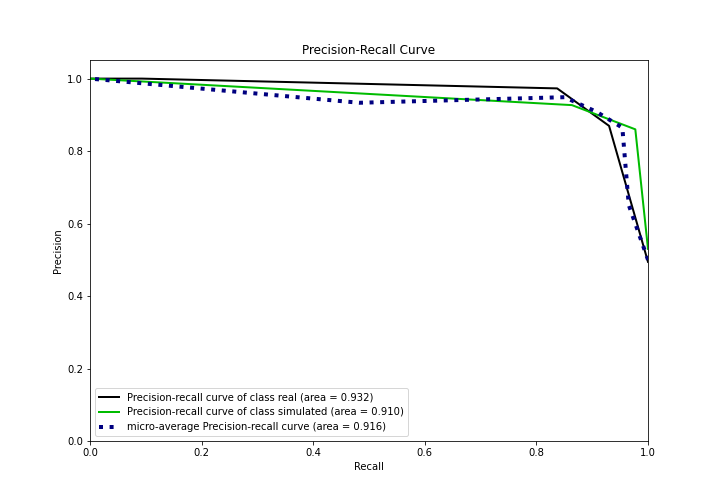 Precision-Recall Curve
1.0
0.8
0.6
0.4
0.2
0.0
Precision
Precision-recall curve of class real (area = 0.932)
Precision-recall curve of class simulated (area = 0.910)
micro-average Precision-recall curve (area = 0.916)
0.0 0.2 0.4 0.6 0.8 1.0
Recall